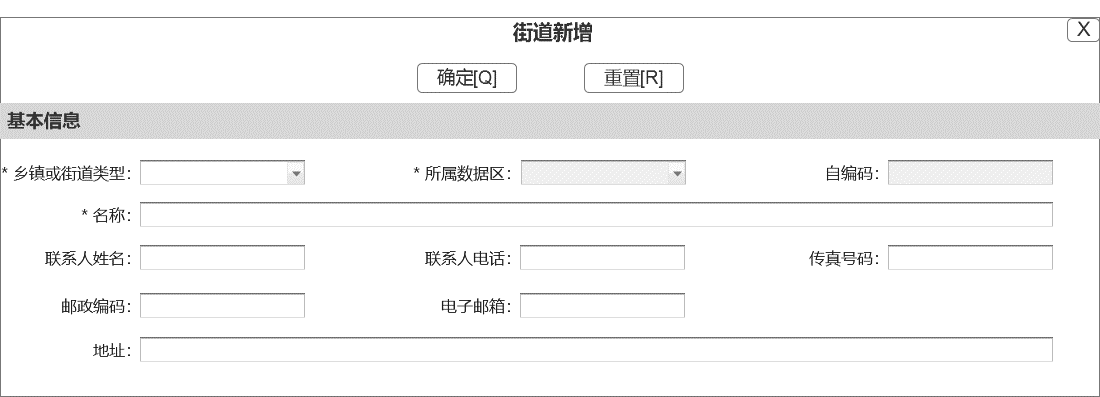 街道新增
X
确定[Q] 重置[R]
基本信息
* 乡镇或街道类型： * 所属数据区： 自编码：
* 名称：
联系人姓名： 联系人电话： 传真号码：
邮政编码： 电子邮箱：
地址：